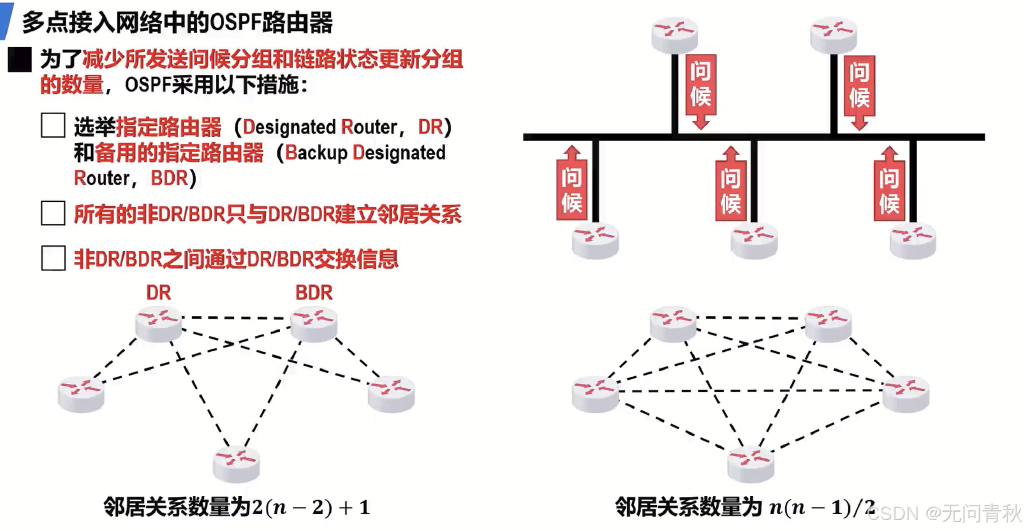 多点接入网络中的OSPF路由器
为了减少所发送问候分组和链路状态更新分组
的数量，OSPF采用以下措施：
选举指定路由器（Designated Router，DR）
和备用的指定路由器（Backup Designated
Router，BDR）
所有的非DR/BDR只与DR/BDR建立邻居关系
非DR/BDR之间通过DR/BDR交换信息
问候
问候
问候
问候
问候
DR
BDR
邻居关系数量为2(n − 2) + 1
邻居关系数量为 n(n − 1)/2
CSDN @无问青秋